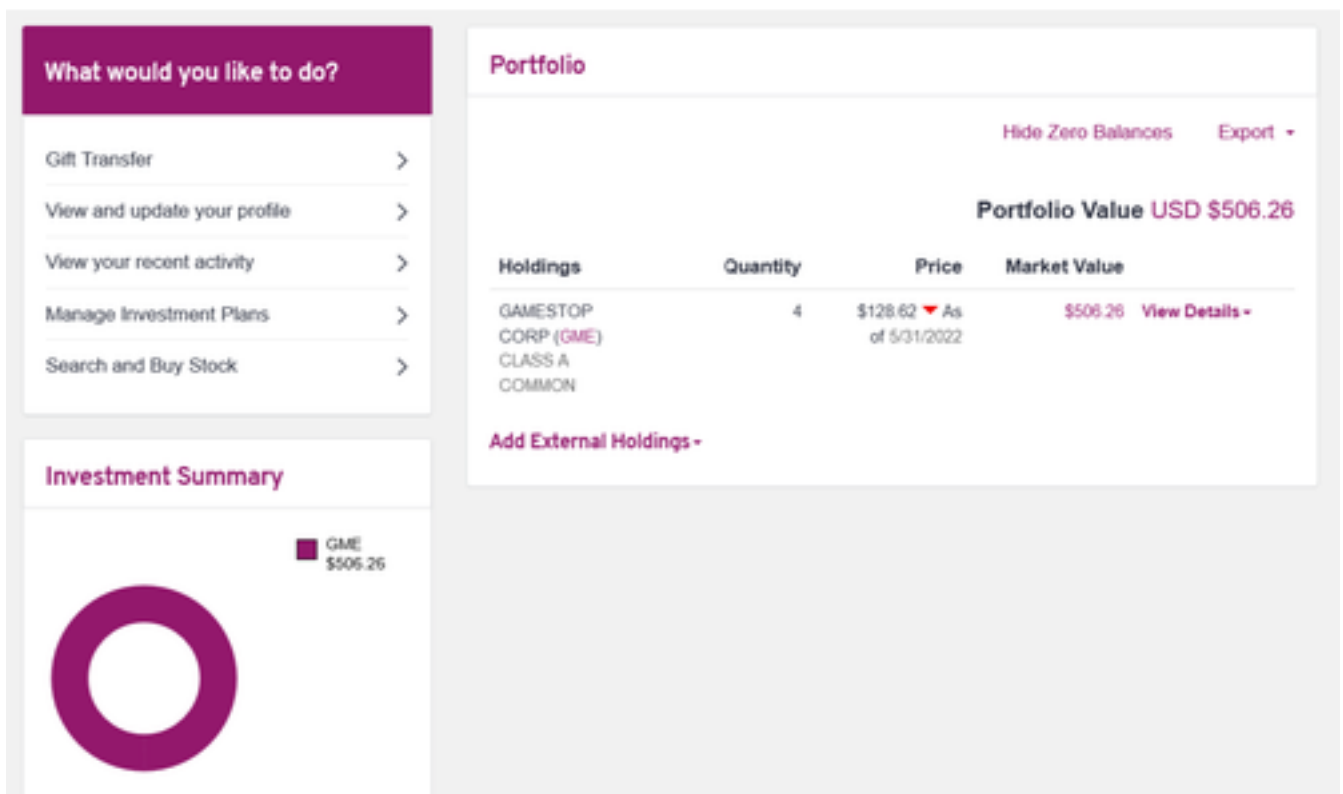 What would you like to do?
Gift Transfer
View and update your profile
View your recent activity
Manage Investment Plans
Search and Buy Stock
Investment Summary
GME
$506.26
Portfolio
Hide Zero Balances Export
Portfolio Value USD $506.26
Holdings Quantity Price Market Value
GAMESTOP 4 $128.62 As $506.26 View Details
CORP (GME) of 5/31/2022
CLASS A
COMMON
Add External Holdings